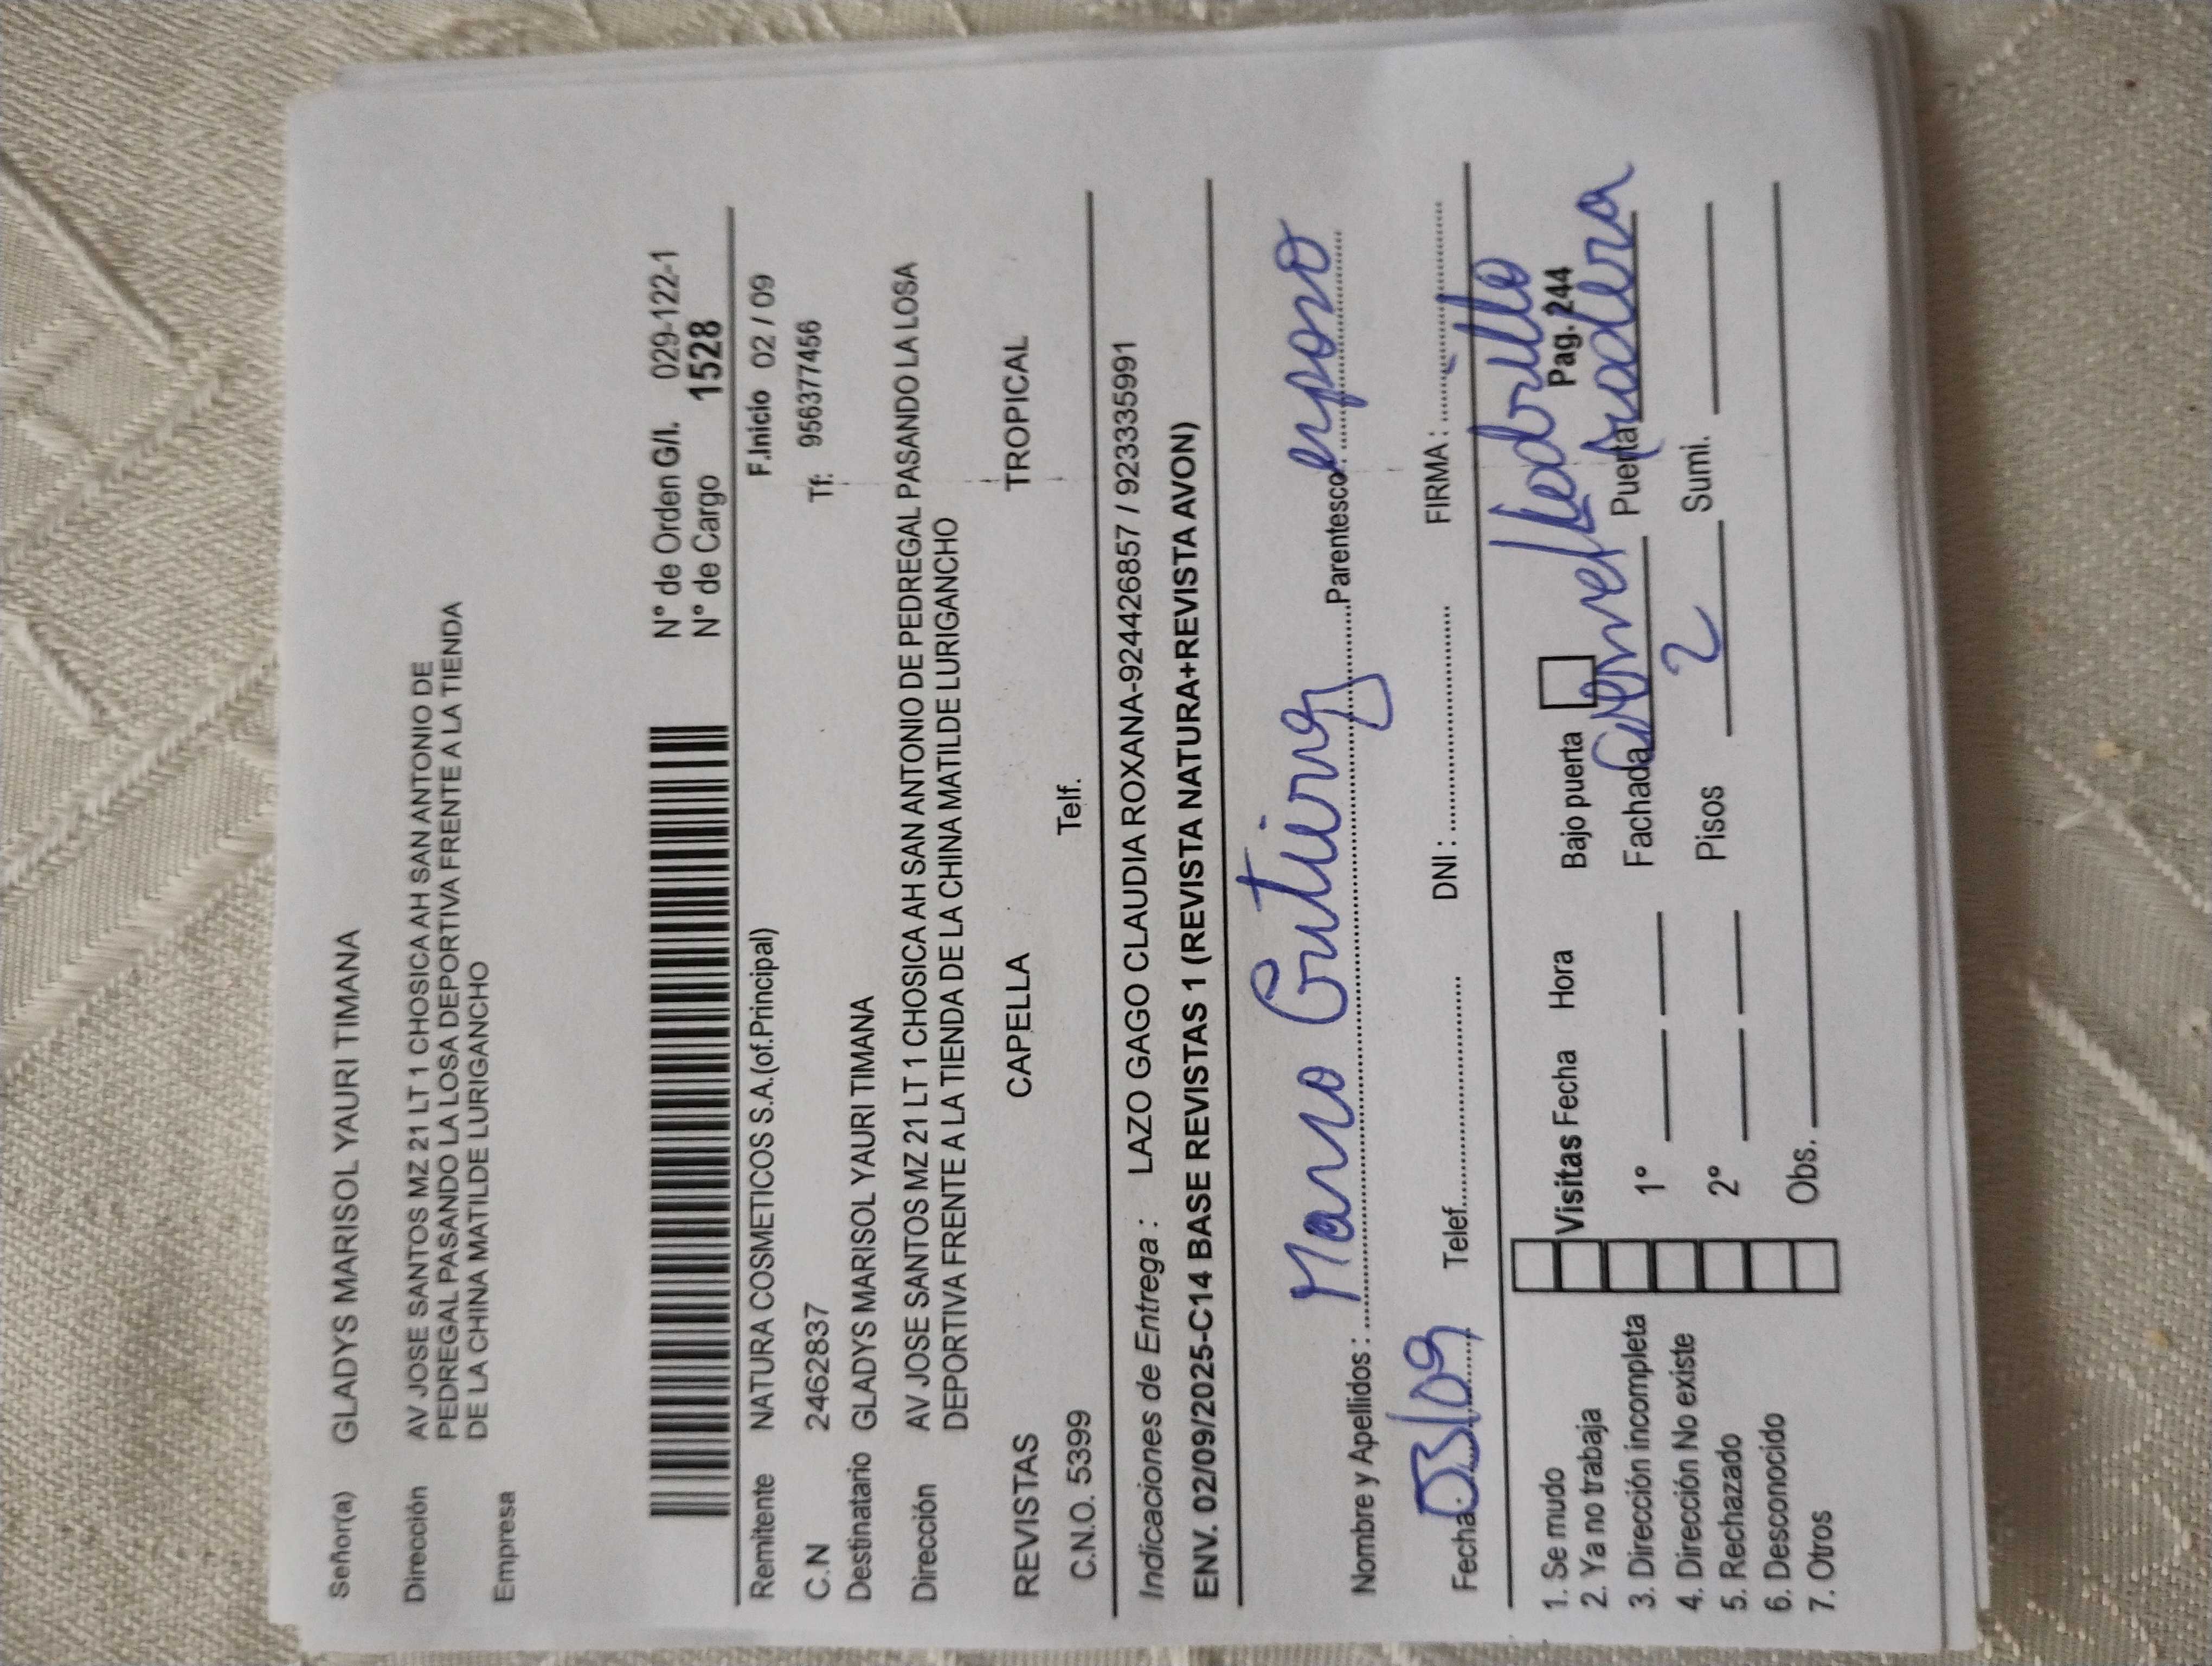 Señor(a) GLADYS MARISOL YAURI TIMANA
Dirección AV JOSE SANTOS MZ 21 LT 1 CHOSICA AH SAN ANTONIO DE
PEDREGAL PASANDO LA LOSA DEPORTIVA FRENTE A LA TIENDA
DE LA CHINA MATILDE LURIGANCHO
Empresa
N° de Orden G/I. 029-122-1
N° de Cargo 1528
Remitente NATURA COSMETICOS S.A.(of.Principal) F.Inicio 02 / 09
C.N 2462837 Tf: 956377456
Destinatario GLADYS MARISOL YAURI TIMANA
Dirección AV JOSE SANTOS MZ 21 LT 1 CHOSICA AH SAN ANTONIO DE PEDREGAL PASANDO LA LOSA
DEPORTIVA FRENTE A LA TIENDA DE LA CHINA MATILDE LURIGANCHO
REVISTAS CAPELLA TROPICAL
C.N.O. 5399 Telf.
Indicaciones de Entrega : LAZO GAGO CLAUDIA ROXANA-924426857 / 923335991
ENV. 02/09/2025-C14 BASE REVISTAS 1 (REVISTA NATURA+REVISTA AVON)
Nombre y Apellidos : Marco Gutierrez Parentesco esposo
Fecha 03/09 Telef. DNI : FIRMA :
1. Se mudo
2. Ya no trabaja
3. Dirección incompleta
4. Dirección No existe
5. Rechazado
6. Desconocido
7. Otros
Visitas Fecha Hora Bajo puerta Ladrillo
Pag. 244
1° Fachada Puerta madera
2° Pisos 2 Sumi.
Obs.